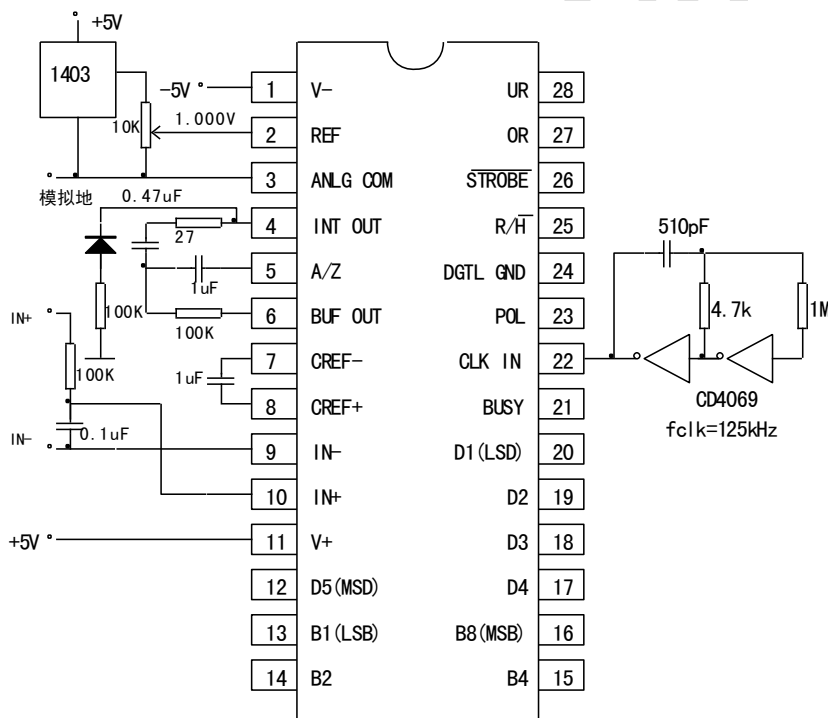 +5V
1403
10K
1.000V
模拟地
0.47uF
27
1uF
100K
100K
IN+
100K
1uF
IN-
0.1uF
-5V
+5V
1 V-
2 REF
3 ANLG COM
4 INT OUT
5 A/Z
6 BUF OUT
7 CREF-
8 CREF+
9 IN-
10 IN+
11 V+
12 D5(MSD)
13 B1(LSB)
14 B2
UR 28
OR 27
STROBE 26
R/H 25
DGTL GND 24
POL 23
CLK IN 22
BUSY 21
D1(LSD) 20
D2 19
D3 18
D4 17
B8(MSB) 16
B4 15
510pF
4.7k
1M
CD4069
fclk=125kHz